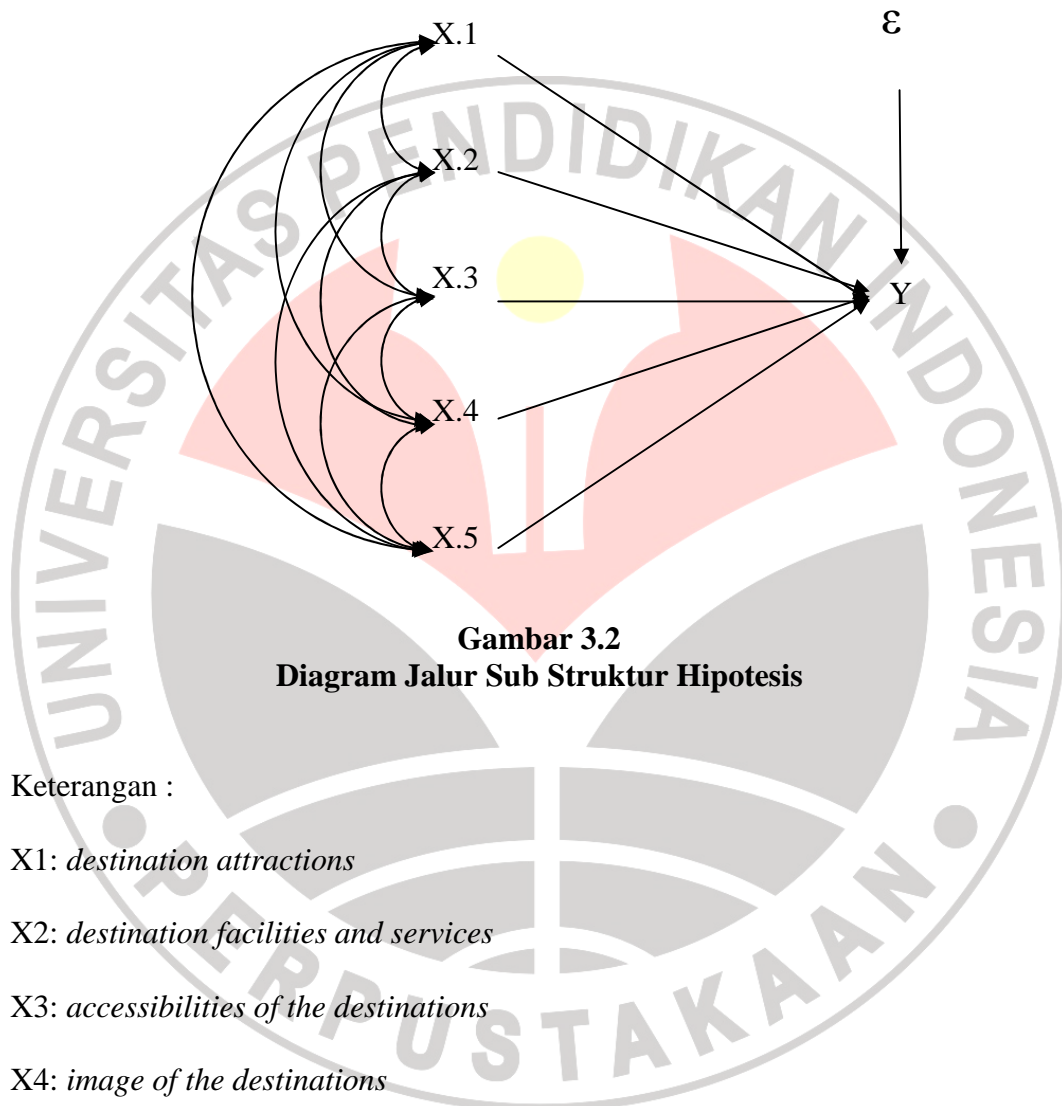 X.1
ε
X.2
X.3
Y
X.4
X.5
Gambar 3.2
Diagram Jalur Sub Struktur Hipotesis
Keterangan :
X1: destination attractions
X2: destination facilities and services
X3: accessibilities of the destinations
X4: image of the destinations
UNIVERSITAS PENDIDIKAN INDONESIA
PERPUSTAKAAN